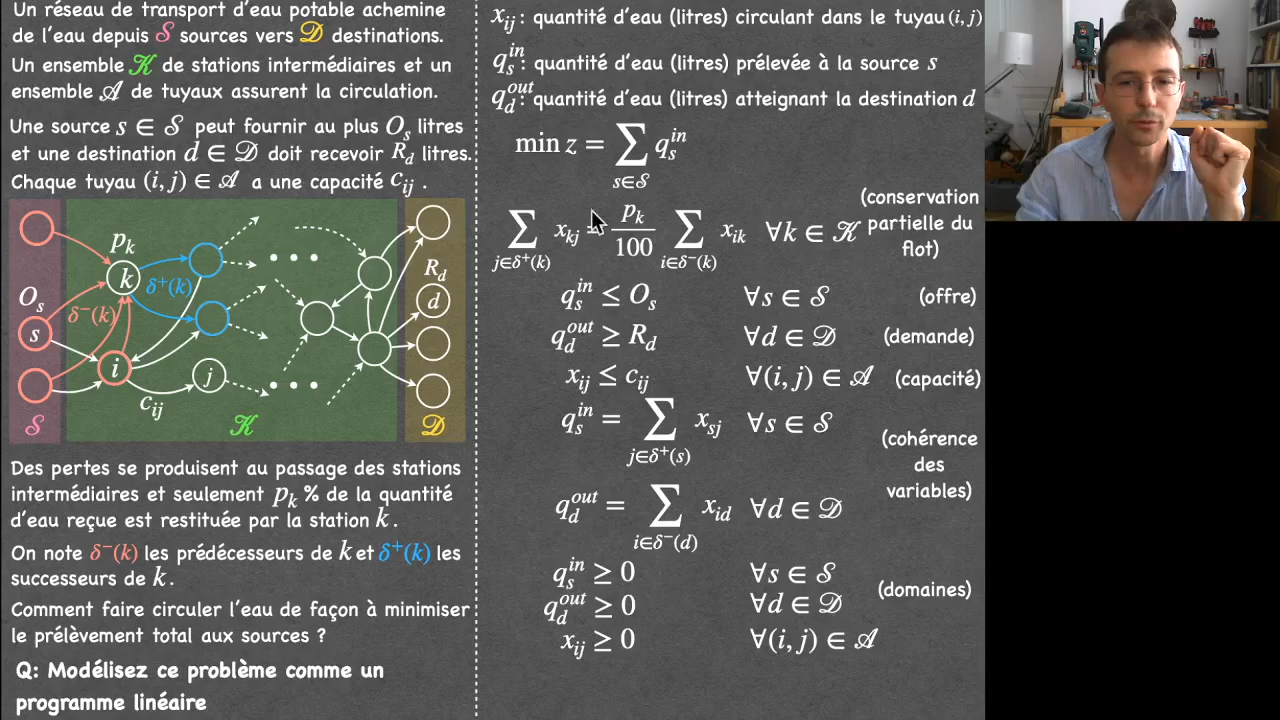 Un réseau de transport d'eau potable achemine
de l'eau depuis 𝒮 sources vers 𝒟 destinations.
Un ensemble 𝒦 de stations intermédiaires et un
ensemble 𝒜 de tuyaux assurent la circulation.
Une source s ∈ 𝒮 peut fournir au plus O_s litres
et une destination d ∈ 𝒟 doit recevoir R_d litres.
Chaque tuyau (i, j) ∈ 𝒜 a une capacité c_ij .
p_k
k
δ⁺(k)
O_s
δ⁻(k)
s
R_d
d
i
j
c_ij
𝒮
𝒦
𝒟
Des pertes se produisent au passage des stations
intermédiaires et seulement p_k % de la quantité
d'eau reçue est restituée par la station k .
On note δ⁻(k) les prédécesseurs de k et δ⁺(k) les
successeurs de k .
Comment faire circuler l'eau de façon à minimiser
le prélèvement total aux sources ?
Q: Modélisez ce problème comme un
programme linéaire
x_ij : quantité d'eau (litres) circulant dans le tuyau (i, j)
q_s^in : quantité d'eau (litres) prélevée à la source s
q_d^out : quantité d'eau (litres) atteignant la destination d
min z = ∑_{s∈𝒮} q_s^in
∑_{j∈δ⁺(k)} x_kj = p_k/100 ∑_{i∈δ⁻(k)} x_ik ∀k ∈ 𝒦 (conservation partielle du flot)
q_s^in ≤ O_s ∀s ∈ 𝒮 (offre)
q_d^out ≥ R_d ∀d ∈ 𝒟 (demande)
x_ij ≤ c_ij ∀(i, j) ∈ 𝒜 (capacité)
q_s^in = ∑_{j∈δ⁺(s)} x_sj ∀s ∈ 𝒮 (cohérence des variables)
q_d^out = ∑_{i∈δ⁻(d)} x_id ∀d ∈ 𝒟
q_s^in ≥ 0 ∀s ∈ 𝒮 (domaines)
q_d^out ≥ 0 ∀d ∈ 𝒟
x_ij ≥ 0 ∀(i, j) ∈ 𝒜